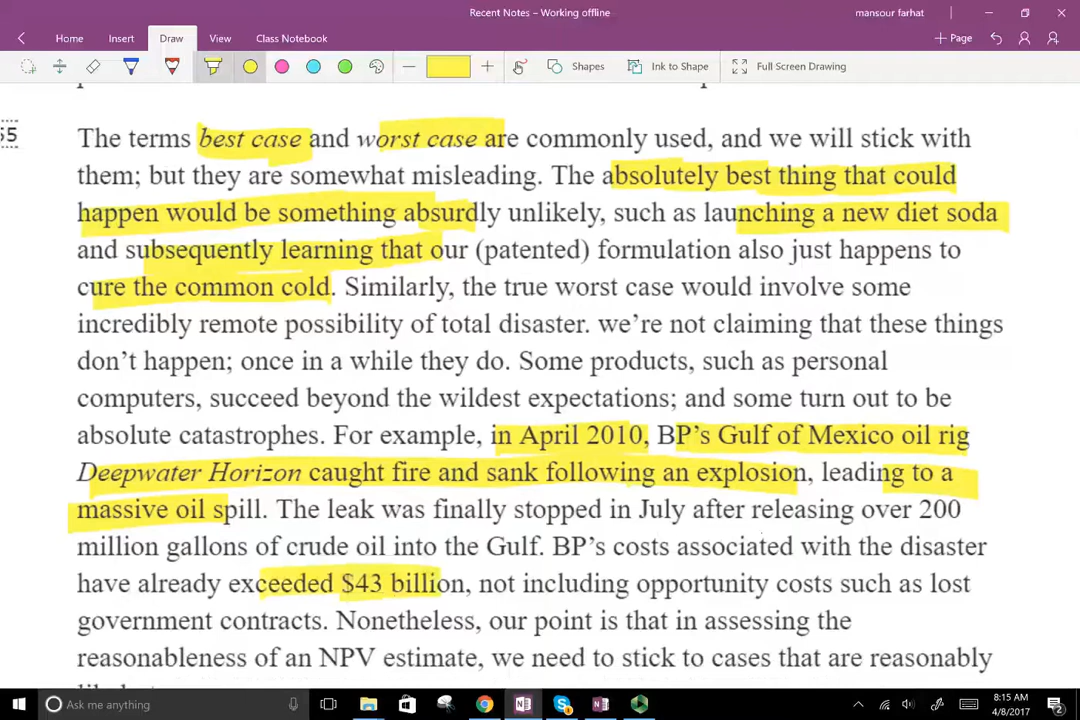 Recent Notes – Working offline
mansour farhat
Home Insert Draw View Class Notebook
Page
Shapes Ink to Shape Full Screen Drawing
The terms best case and worst case are commonly used, and we will stick with
them; but they are somewhat misleading. The absolutely best thing that could
happen would be something absurdly unlikely, such as launching a new diet soda
and subsequently learning that our (patented) formulation also just happens to
cure the common cold. Similarly, the true worst case would involve some
incredibly remote possibility of total disaster. we’re not claiming that these things
don’t happen; once in a while they do. Some products, such as personal
computers, succeed beyond the wildest expectations; and some turn out to be
absolute catastrophes. For example, in April 2010, BP’s Gulf of Mexico oil rig
Deepwater Horizon caught fire and sank following an explosion, leading to a
massive oil spill. The leak was finally stopped in July after releasing over 200
million gallons of crude oil into the Gulf. BP’s costs associated with the disaster
have already exceeded $43 billion, not including opportunity costs such as lost
government contracts. Nonetheless, our point is that in assessing the
reasonableness of an NPV estimate, we need to stick to cases that are reasonably
Ask me anything
8:15 AM
4/8/2017
2